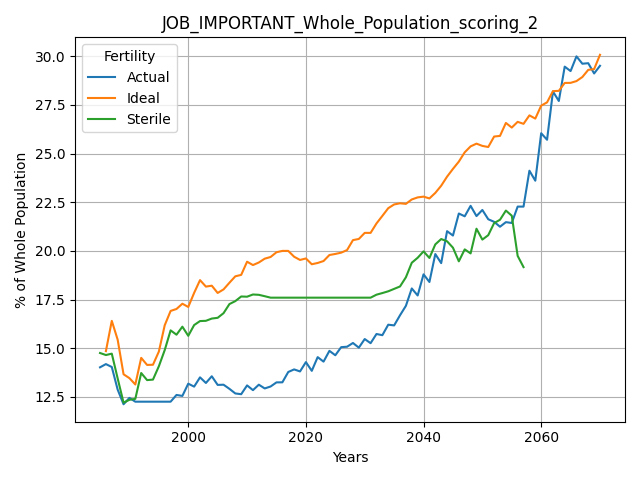 JOB_IMPORTANT_Whole_Population_scoring_2
Fertility
Actual
Ideal
Sterile
% of Whole Population
30.0
27.5
25.0
22.5
20.0
17.5
15.0
12.5
2000
2020
2040
2060
Years